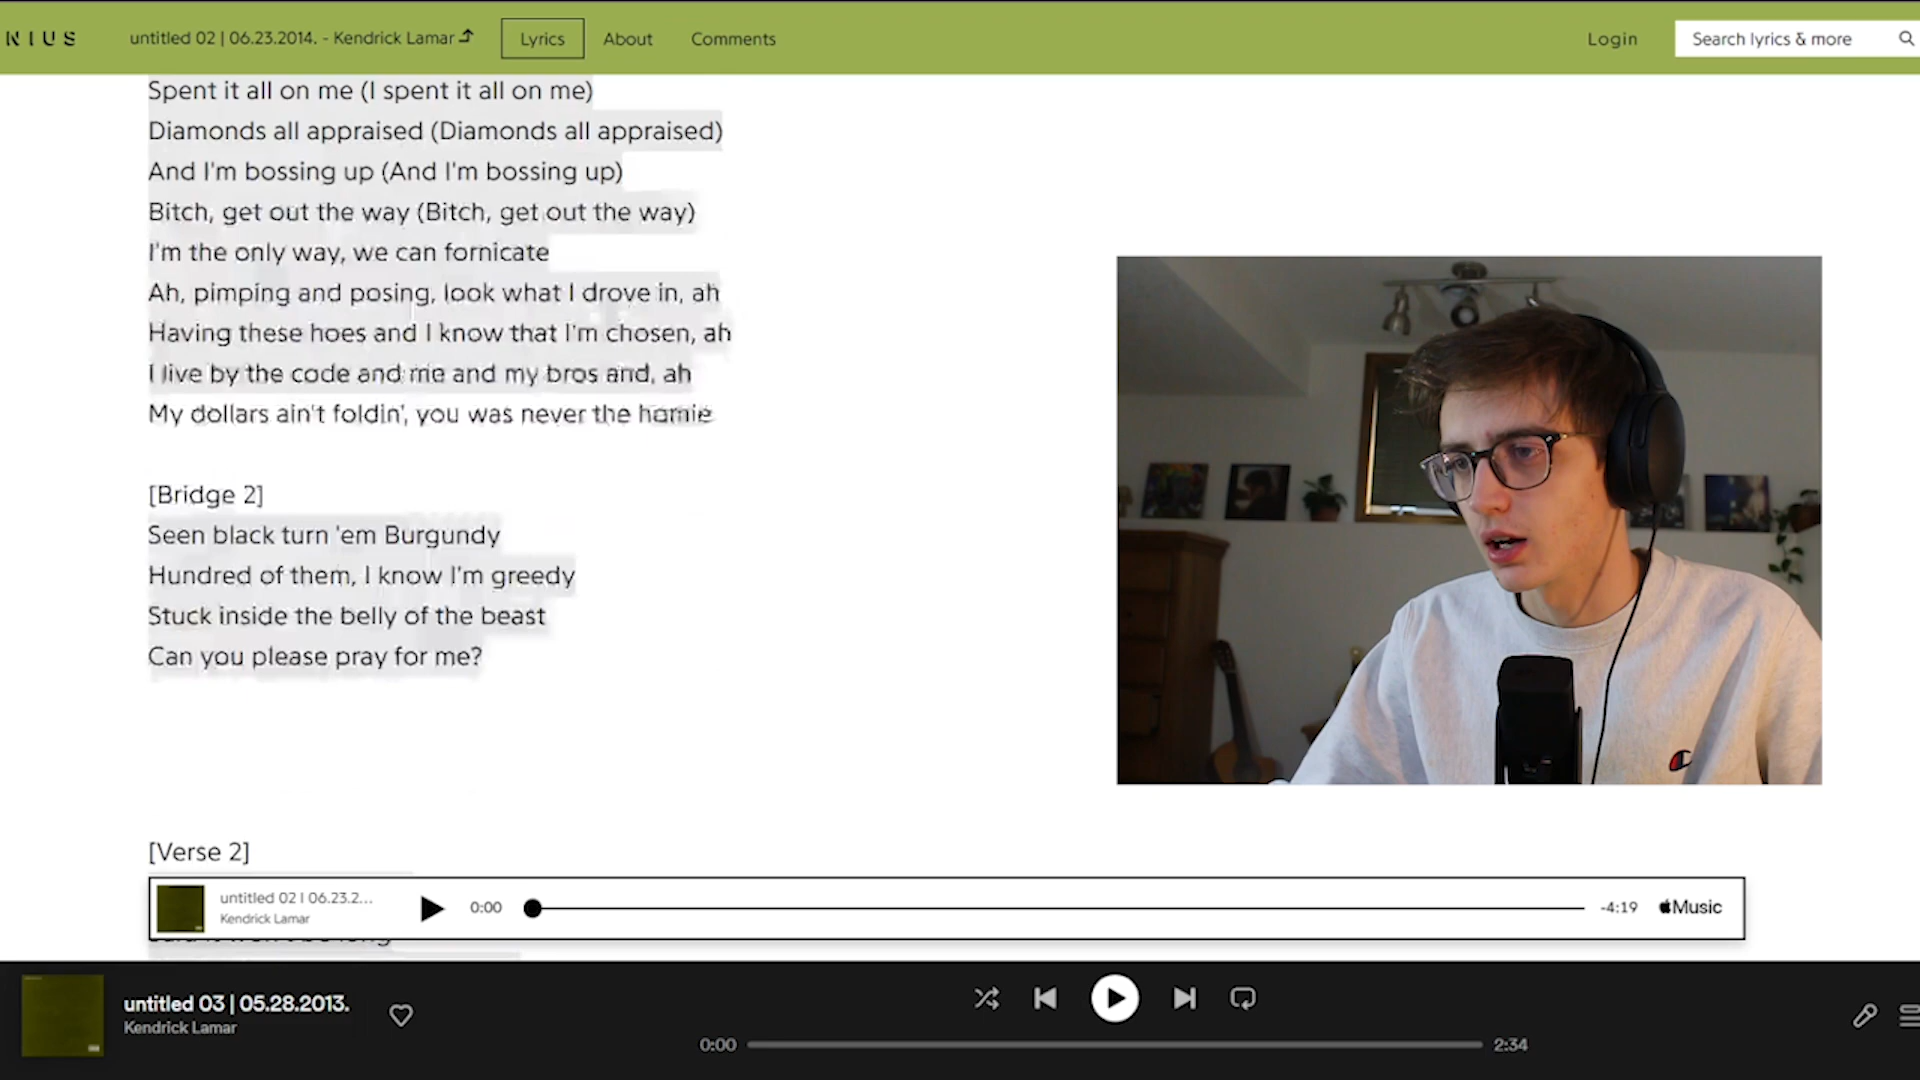 NIUS
untitled 02 | 06.23.2014. - Kendrick Lamar
Lyrics
About
Comments
Login
Search lyrics & more
Spent it all on me (I spent it all on me)
Diamonds all appraised (Diamonds all appraised)
And I'm bossing up (And I'm bossing up)
Bitch, get out the way (Bitch, get out the way)
I'm the only way, we can fornicate
Ah, pimping and posing, look what I drove in, ah
Having these hoes and I know that I'm chosen, ah
I live by the code and me and my bros and, ah
My dollars ain't foldin', you was never the homie
[Bridge 2]
Seen black turn 'em Burgundy
Hundred of them, I know I'm greedy
Stuck inside the belly of the beast
Can you please pray for me?
[Verse 2]
untitled 02 | 06.23.2...
Kendrick Lamar
0:00
-4:19
Music
untitled 03 | 05.28.2013.
Kendrick Lamar
0:00
2:34